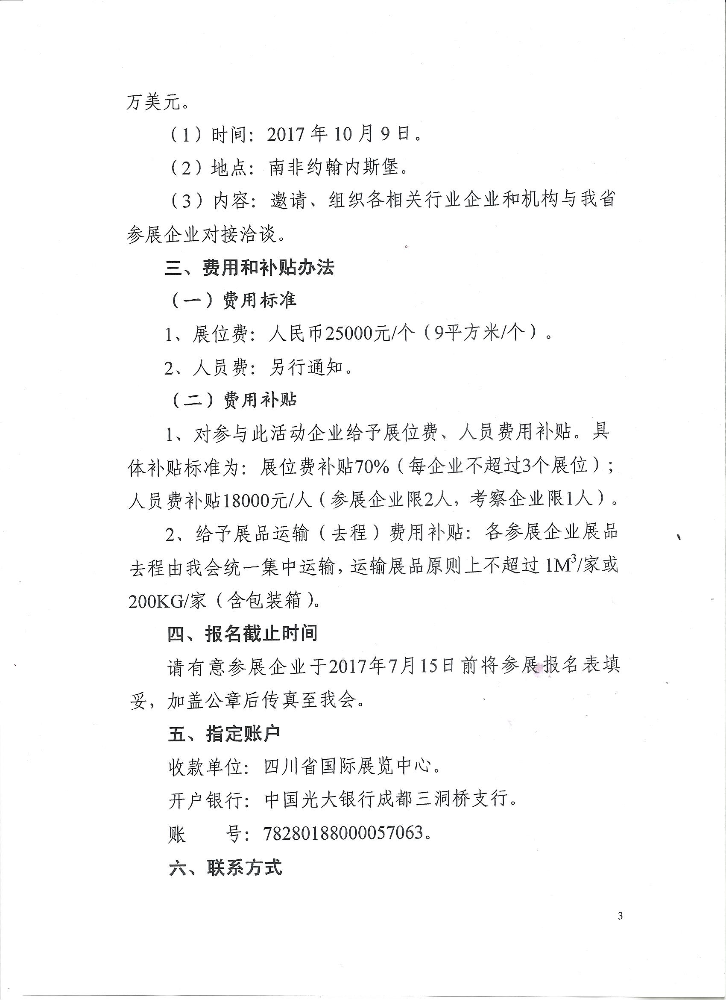 万美元。
（1）时间：2017 年 10 月 9 日。
（2）地点：南非约翰内斯堡。
（3）内容：邀请、组织各相关行业企业和机构与我省
参展企业对接洽谈。
三、费用和补贴办法
（一）费用标准
1、展位费：人民币25000元/个（9平方米/个）。
2、人员费：另行通知。
（二）费用补贴
1、对参与此活动企业给予展位费、人员费用补贴。具
体补贴标准为：展位费补贴70%（每企业不超过3个展位）；
人员费补贴18000元/人（参展企业限2人，考察企业限1人）。
2、给予展品运输（去程）费用补贴：各参展企业展品
去程由我会统一集中运输，运输展品原则上不超过 1M³/家或
200KG/家（含包装箱）。
四、报名截止时间
请有意参展企业于2017年7月15日前将参展报名表填
妥，加盖公章后传真至我会。
五、指定账户
收款单位：四川省国际展览中心。
开户银行：中国光大银行成都三洞桥支行。
账　　号：78280188000057063。
六、联系方式
3